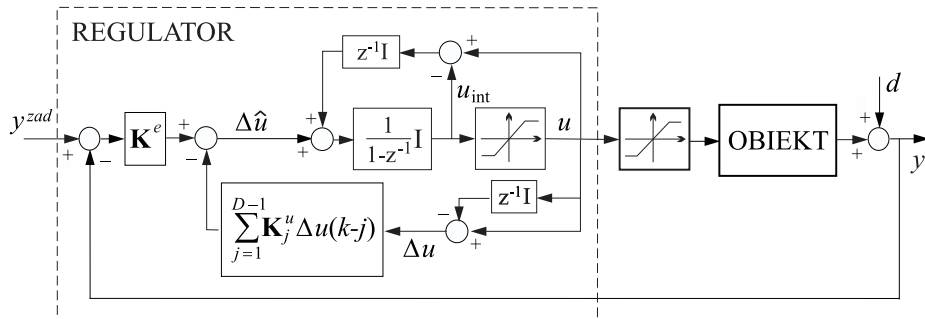 REGULATOR
z⁻¹I
+
+
−
d
u_int
y^zad
+
−
K^e
+
−
Δû
+
+
1/(1-z⁻¹) I
u
OBIEKT
+
+
y
z⁻¹I
D−1
∑ K_j^u Δu(k-j)
j=1
Δu
−
+